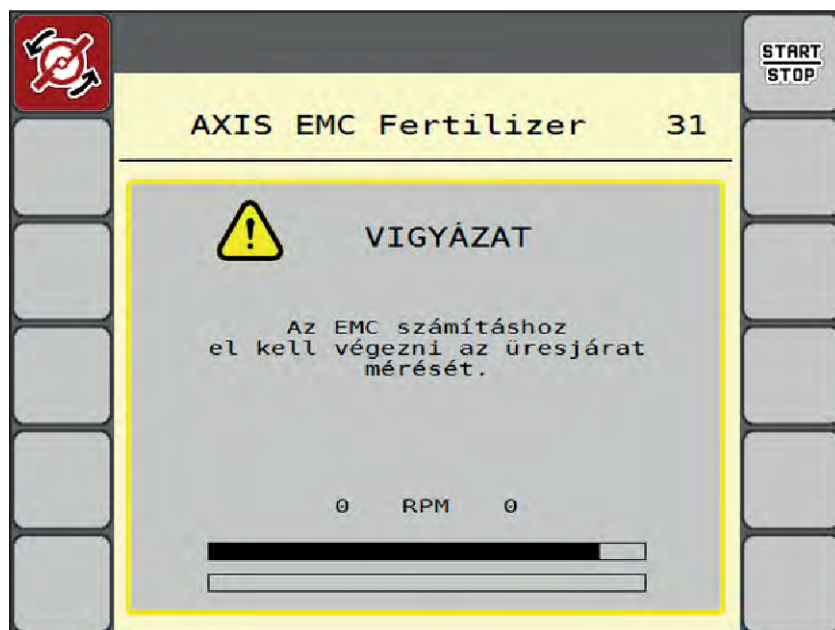 START
STOP
AXIS EMC Fertilizer 31
VIGYÁZAT
Az EMC számításhoz
el kell végezni az üresjárat
mérését.
0 RPM 0